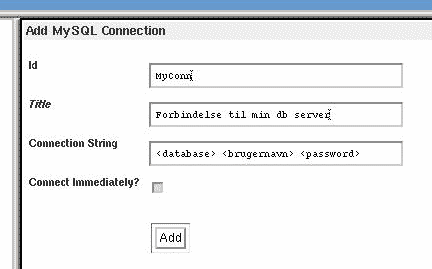 Add MySQL Connection
Id
MyConn
Title
Forbindelse til min db server
Connection String
<database> <brugernavn> <password>
Connect Immediately?
Add